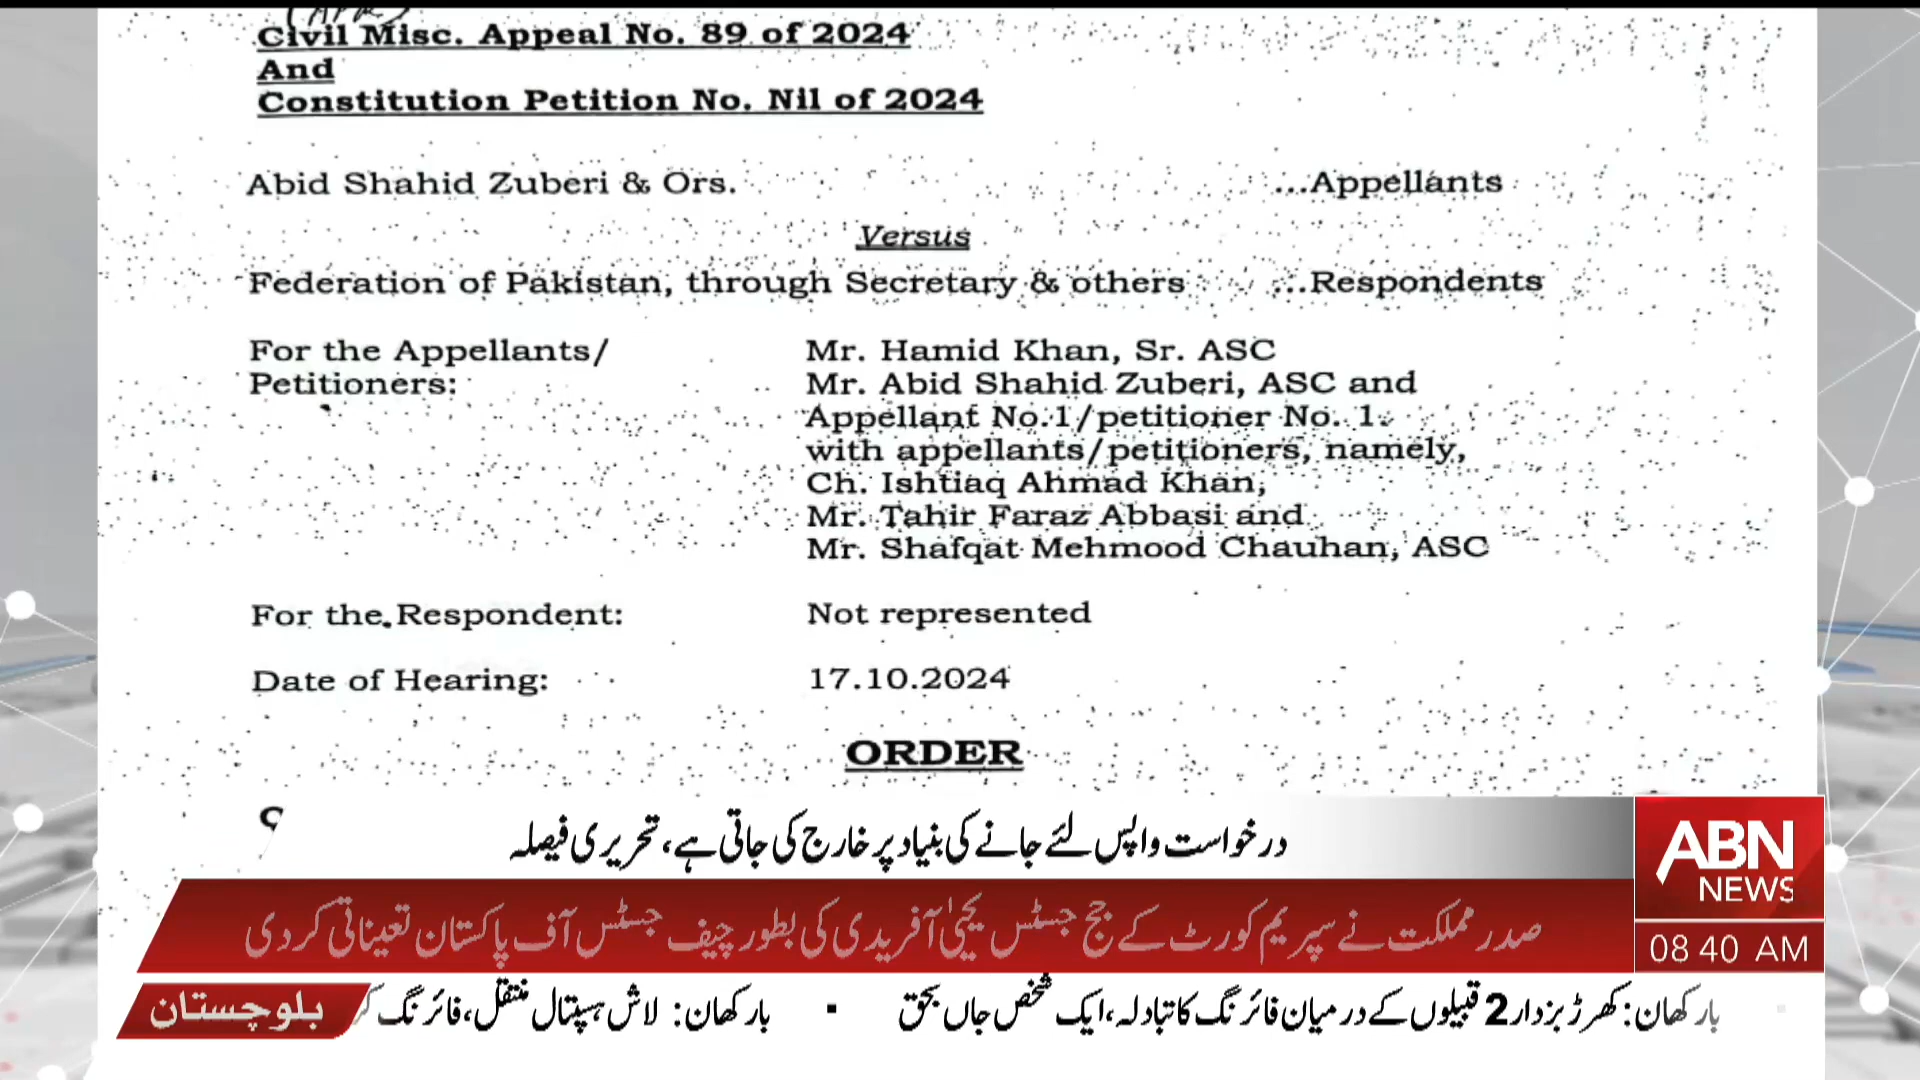 Civil Misc. Appeal No. 89 of 2024
And
Constitution Petition No. Nil of 2024
Abid Shahid Zuberi & Ors. ...Appellants
Versus
Federation of Pakistan, through Secretary & others ...Respondents
For the Appellants/ Mr. Hamid Khan, Sr. ASC
Petitioners: Mr. Abid Shahid Zuberi, ASC and
Appellant No.1/petitioner No. 1
with appellants/petitioners, namely,
Ch. Ishtiaq Ahmad Khan,
Mr. Tahir Faraz Abbasi and
Mr. Shafqat Mehmood Chauhan, ASC
For the Respondent: Not represented
Date of Hearing: 17.10.2024
ORDER
درخواست واپس لئے جانے کی بنیاد پر خارج کی جاتی ہے، تحریری فیصلہ
ABN
NEWS
صدر مملکت نے سپریم کورٹ کے جج جسٹس یحییٰ آفریدی کی بطور چیف جسٹس آف پاکستان تعیناتی کر دی
08 40 AM
بارکھان: کھرڑ بزدار 2 قبیلوں کے درمیان فائرنگ کا تبادلہ، ایک شخص جاں بحق ▪ بارکھان: لاش ہسپتال منتقل، فائرنگ
بلوچستان